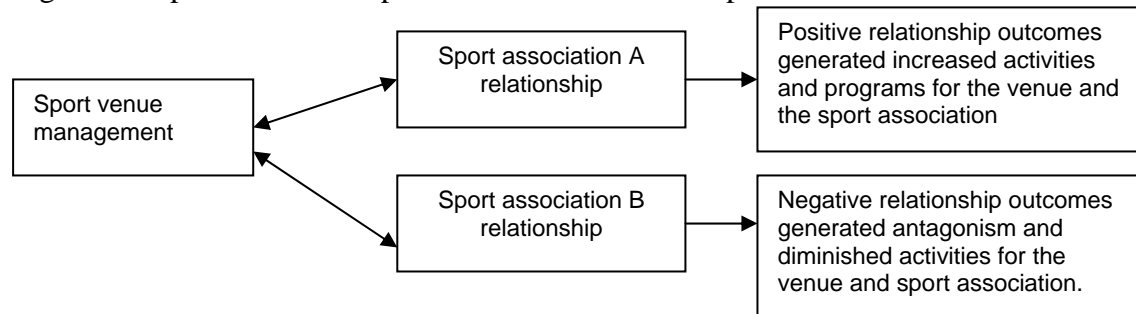 Sport venue
management
Sport association A
relationship
Positive relationship outcomes
generated increased activities
and programs for the venue and
the sport association
Sport association B
relationship
Negative relationship outcomes
generated antagonism and
diminished activities for the
venue and sport association.